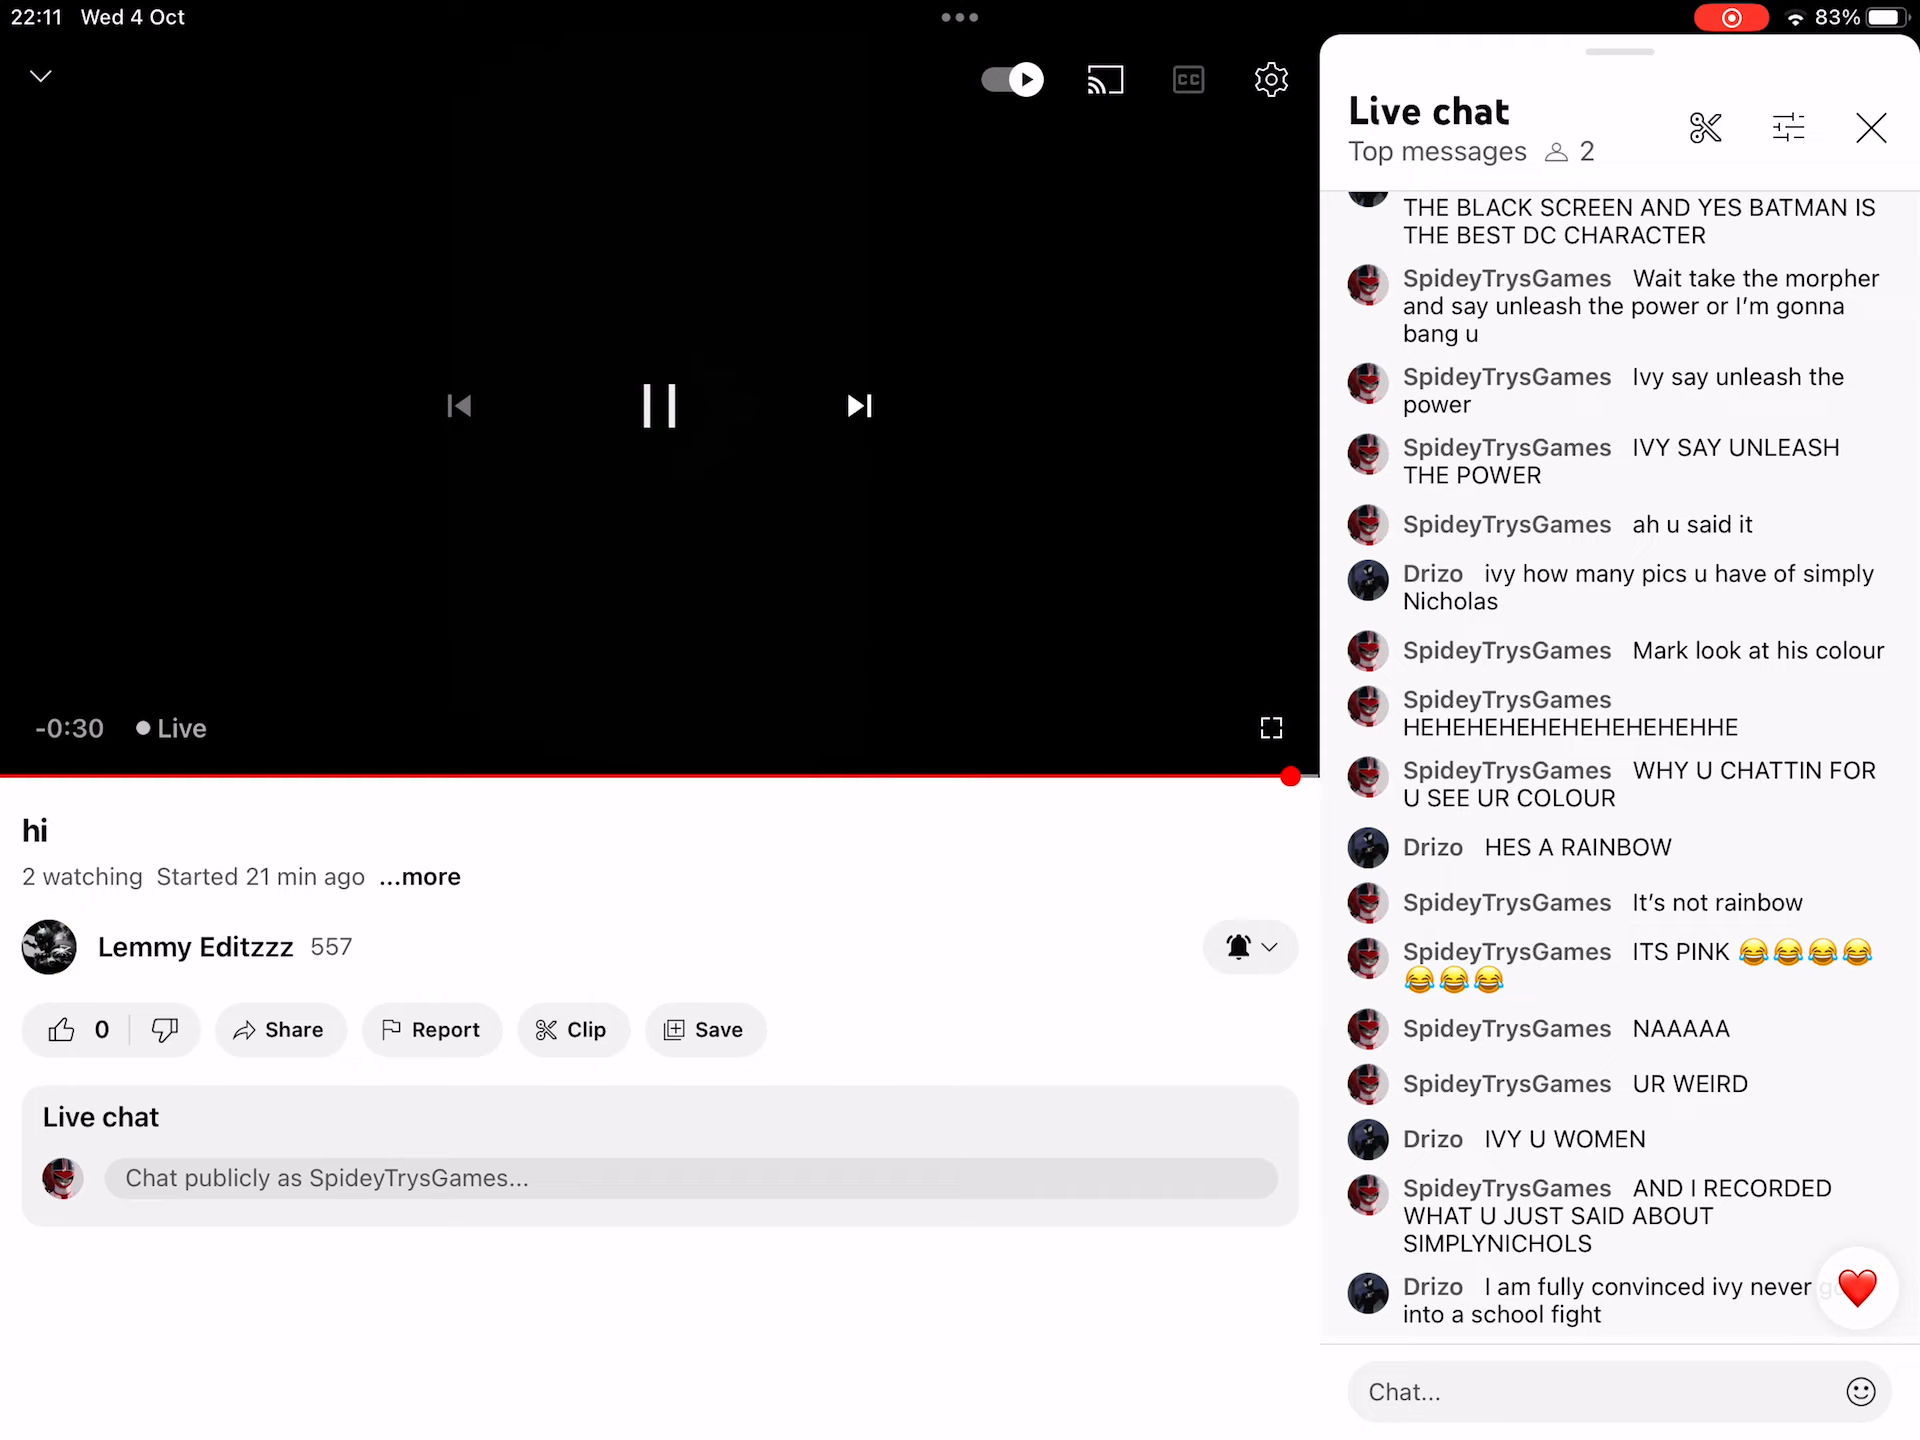 22:11 Wed 4 Oct
83%
CC
-0:30 Live
hi
2 watching Started 21 min ago ...more
Lemmy Editzzz 557
0 Share Report Clip Save
Live chat
Chat publicly as SpideyTrysGames...
Live chat
Top messages 2
THE BLACK SCREEN AND YES BATMAN IS
THE BEST DC CHARACTER
SpideyTrysGames Wait take the morpher
and say unleash the power or I’m gonna
bang u
SpideyTrysGames Ivy say unleash the
power
SpideyTrysGames IVY SAY UNLEASH
THE POWER
SpideyTrysGames ah u said it
Drizo ivy how many pics u have of simply
Nicholas
SpideyTrysGames Mark look at his colour
SpideyTrysGames
HEHEHEHEHEHEHEHEHEHHE
SpideyTrysGames WHY U CHATTIN FOR
U SEE UR COLOUR
Drizo HES A RAINBOW
SpideyTrysGames It’s not rainbow
SpideyTrysGames ITS PINK 😂😂😂😂
😂😂😂
SpideyTrysGames NAAAAA
SpideyTrysGames UR WEIRD
Drizo IVY U WOMEN
SpideyTrysGames AND I RECORDED
WHAT U JUST SAID ABOUT
SIMPLYNICHOLS
Drizo I am fully convinced ivy never
into a school fight
Chat...